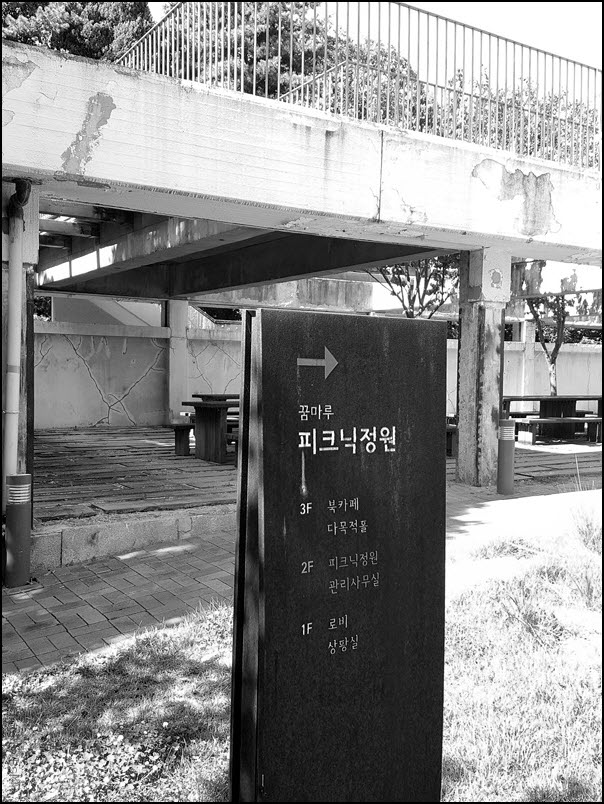 꿈마루
피크닉정원
3F 북카페
다목적홀
2F 피크닉정원
관리사무실
1F 로비
상황실